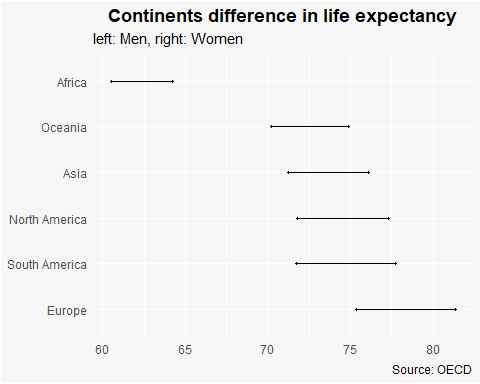 Continents difference in life expectancy
left: Men, right: Women
Africa
Oceania
Asia
North America
South America
Europe
60 65 70 75 80
Source: OECD